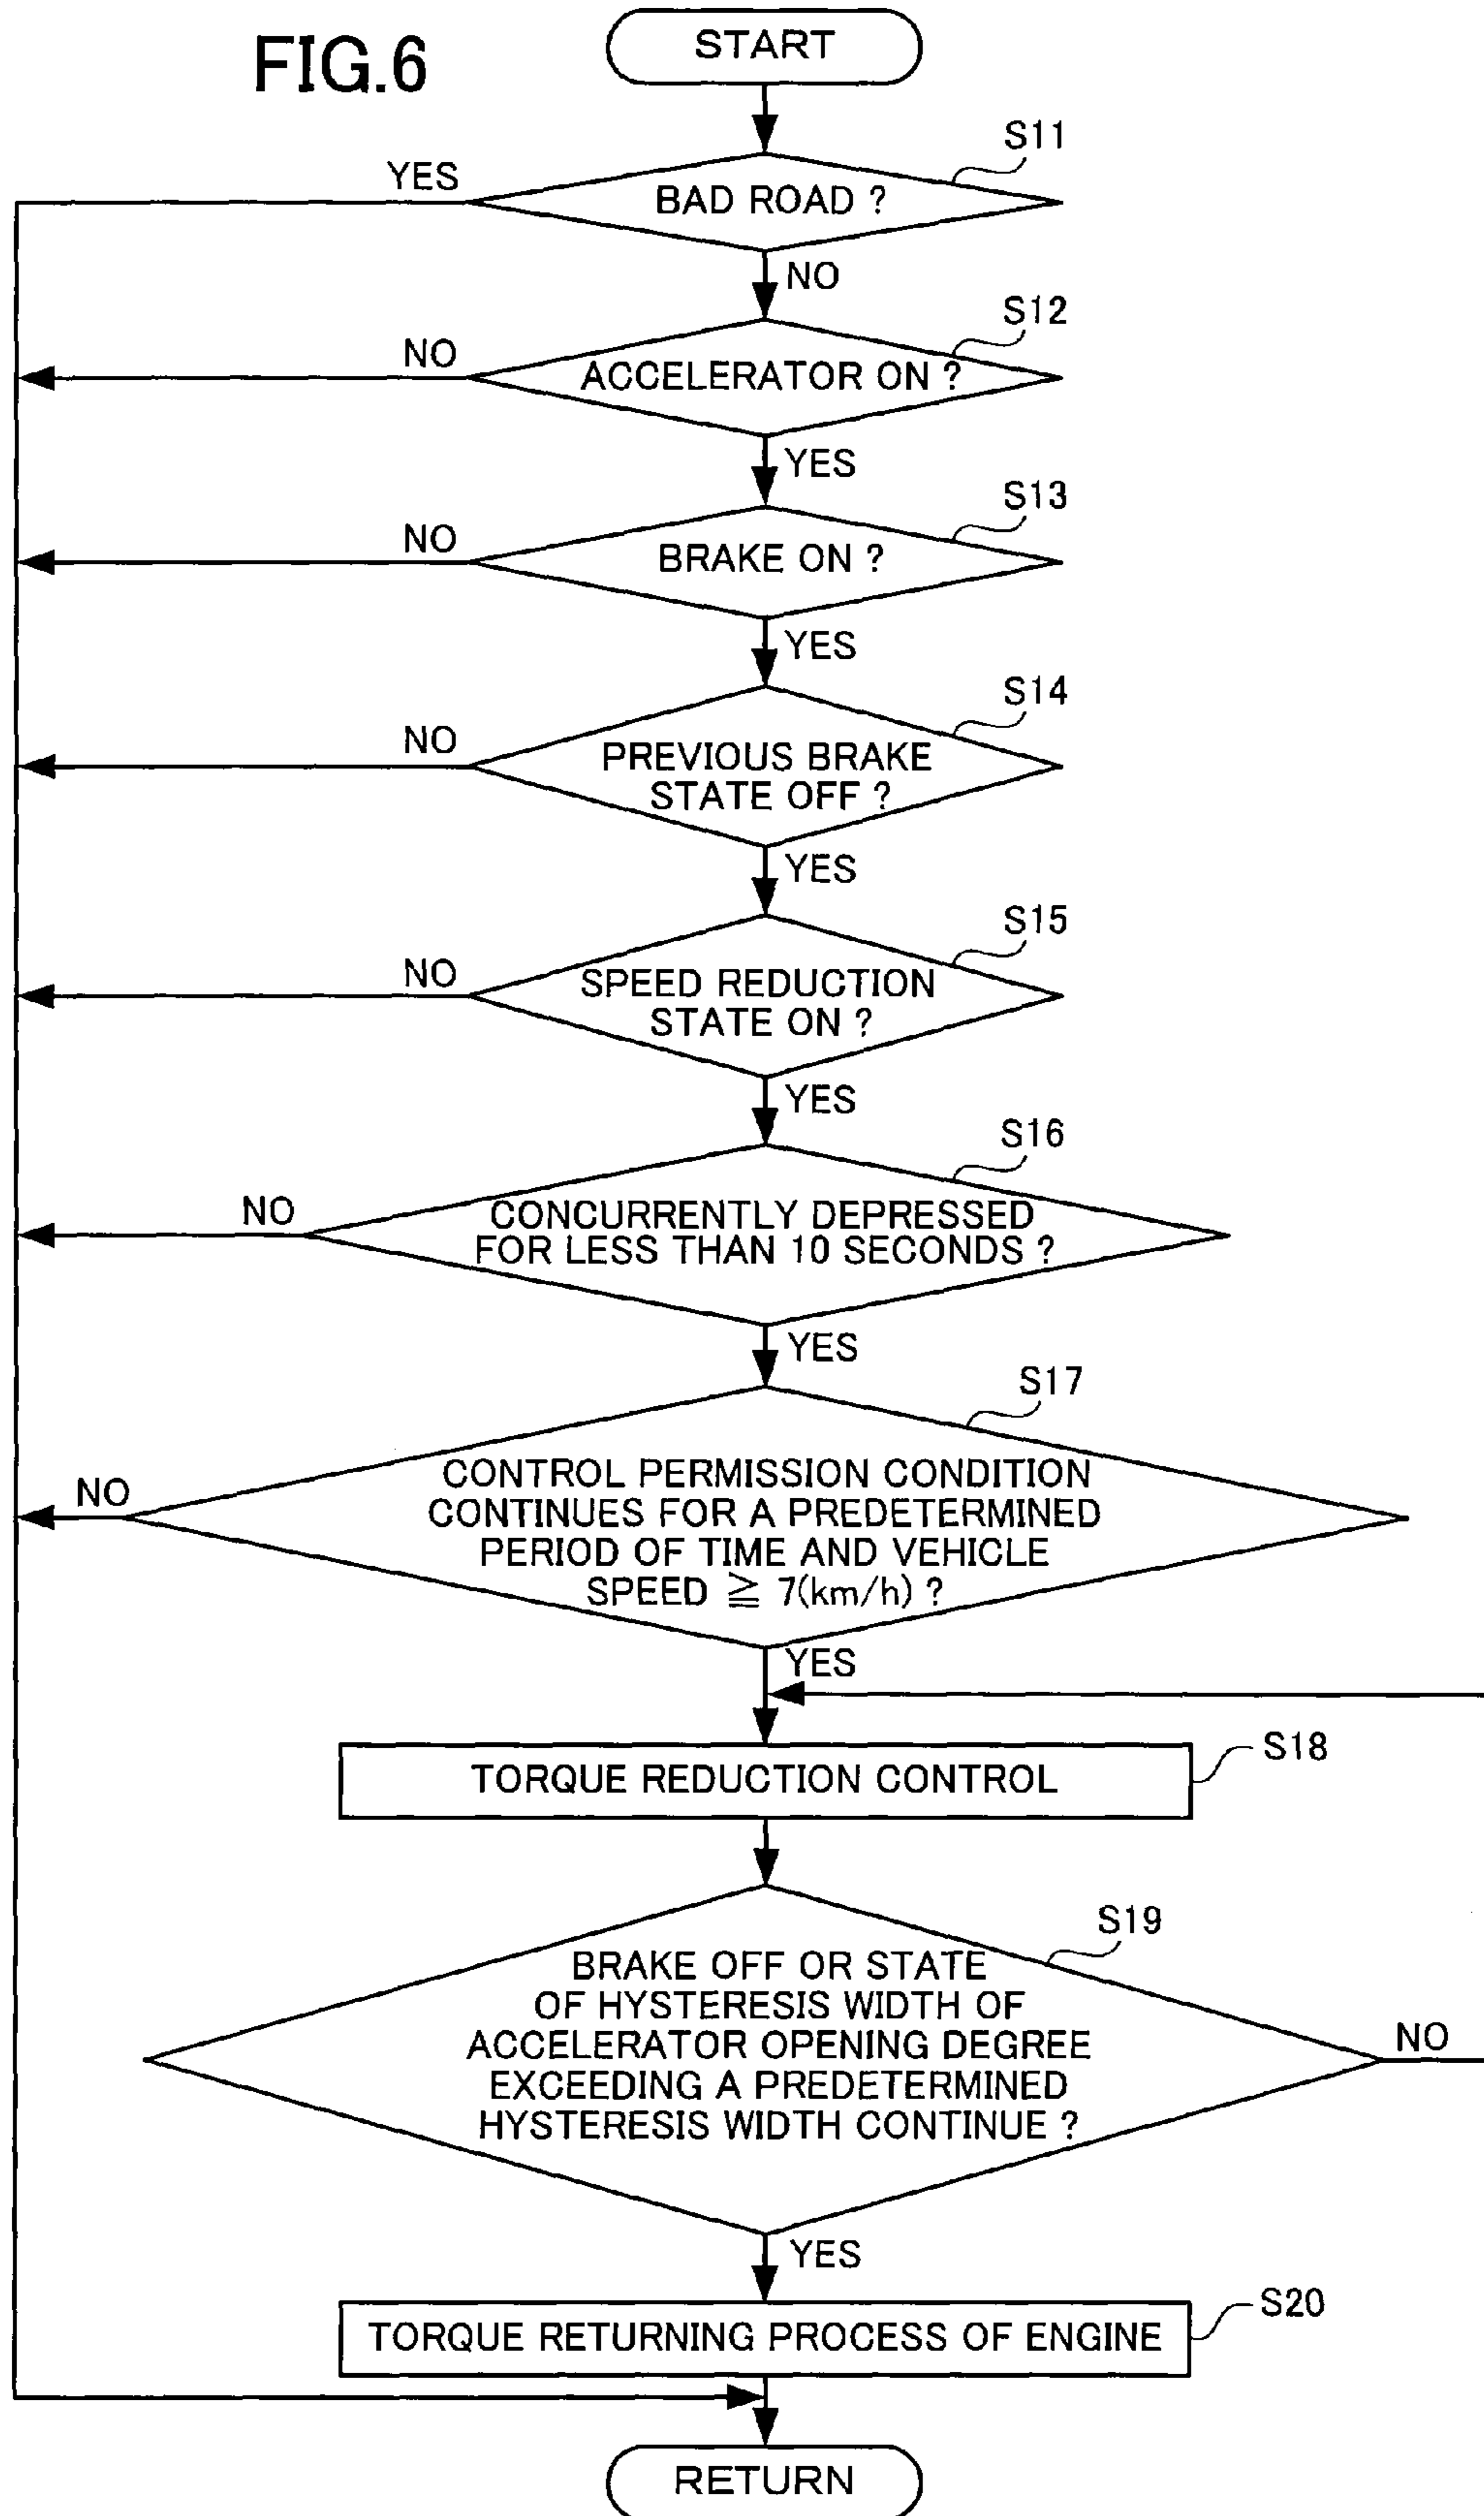 FIG.6
START
S11
YES
BAD ROAD ?
NO
S12
NO
ACCELERATOR ON ?
YES
S13
NO
BRAKE ON ?
YES
S14
NO
PREVIOUS BRAKE
STATE OFF ?
YES
S15
NO
SPEED REDUCTION
STATE ON ?
YES
S16
NO
CONCURRENTLY DEPRESSED
FOR LESS THAN 10 SECONDS ?
YES
S17
NO
CONTROL PERMISSION CONDITION
CONTINUES FOR A PREDETERMINED
PERIOD OF TIME AND VEHICLE
SPEED ≧ 7(km/h) ?
YES
S18
TORQUE REDUCTION CONTROL
S19
BRAKE OFF OR STATE
OF HYSTERESIS WIDTH OF
ACCELERATOR OPENING DEGREE
EXCEEDING A PREDETERMINED
HYSTERESIS WIDTH CONTINUE ?
NO
YES
S20
TORQUE RETURNING PROCESS OF ENGINE
RETURN